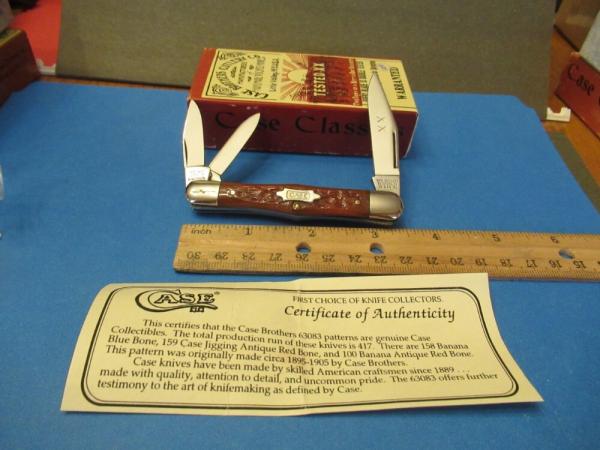 TESTED XX
WARRANTED
Case Classics
XX
CASE
inch 1 2 3 4 5 6
30 29 28 27 26 25 24 23 22 21 20 19 18 17 16 15
CASE
FIRST CHOICE OF KNIFE COLLECTORS.
Certificate of Authenticity
This certifies that the Case Brothers 63083 patterns are genuine Case
Collectibles. The total production run of these knives is 417. There are 158 Banana
Blue Bone, 159 Case Jigging Antique Red Bone, and 100 Banana Antique Red Bone.
This pattern was originally made circa 1895-1905 by Case Brothers.
Case knives have been made by skilled American craftsmen since 1889 . . .
made with quality, attention to detail, and uncommon pride. The 63083 offers further
testimony to the art of knifemaking as defined by Case.